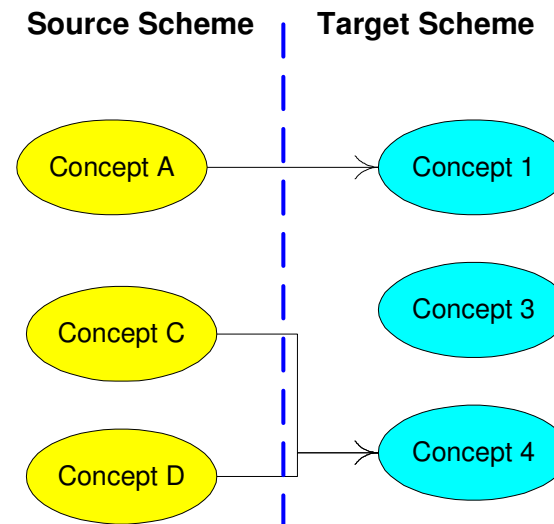 Source Scheme
Target Scheme
Concept A
Concept 1
Concept 3
Concept C
Concept 4
Concept D